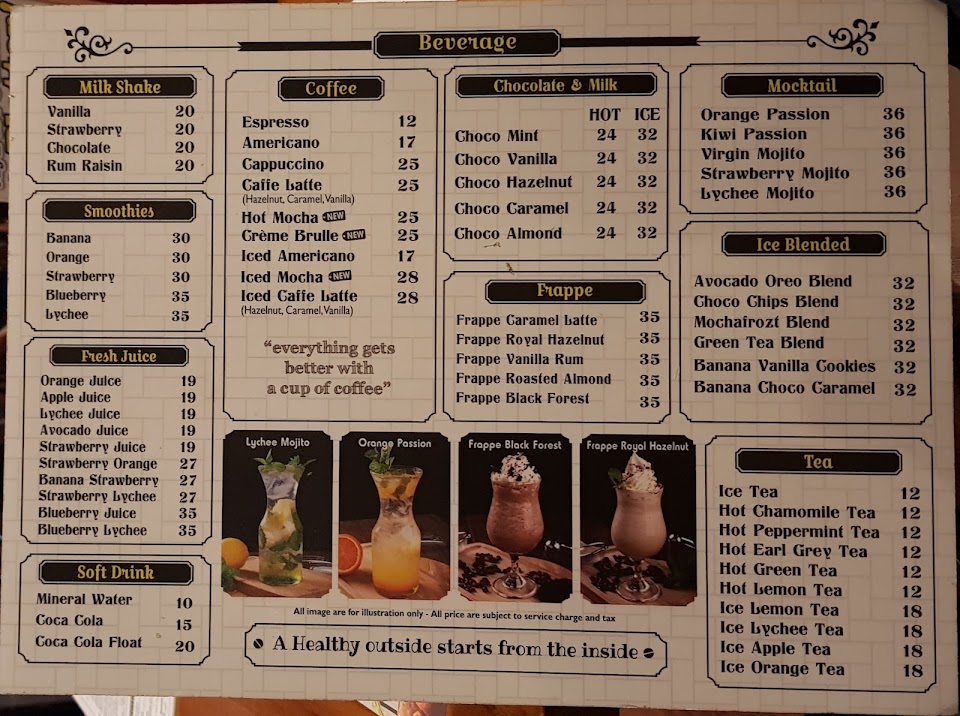 Beverage
Milk Shake
Vanilla 20
Strawberry 20
Chocolate 20
Rum Raisin 20
Smoothies
Banana 30
Orange 30
Strawberry 30
Blueberry 35
Lychee 35
Fresh Juice
Orange Juice 19
Apple Juice 19
Lychee Juice 19
Avocado Juice 19
Strawberry Juice 19
Strawberry Orange 27
Banana Strawberry 27
Strawberry Lychee 27
Blueberry Juice 35
Blueberry Lychee 35
Soft Drink
Mineral Water 10
Coca Cola 15
Coca Cola Float 20
Coffee
Espresso 12
Americano 17
Cappuccino 25
Caffe Latte 25
(Hazelnut, Caramel,Vanilla)
Hot Mocha NEW 25
Crème Brulle NEW 25
Iced Americano 17
Iced Mocha NEW 28
Iced Caffe Latte 28
(Hazelnut, Caramel,Vanilla)
"everything gets
better with
a cup of coffee"
Chocolate & Milk
HOT ICE
Choco Mint 24 32
Choco Vanilla 24 32
Choco Hazelnut 24 32
Choco Caramel 24 32
Choco Almond 24 32
Frappe
Frappe Caramel Latte 35
Frappe Royal Hazelnut 35
Frappe Vanilla Rum 35
Frappe Roasted Almond 35
Frappe Black Forest 35
Mocktail
Orange Passion 36
Kiwi Passion 36
Virgin Mojito 36
Strawberry Mojito 36
Lychee Mojito 36
Ice Blended
Avocado Oreo Blend 32
Choco Chips Blend 32
Mochafrozt Blend 32
Green Tea Blend 32
Banana Vanilla Cookies 32
Banana Choco Caramel 32
Lychee Mojito
Orange Passion
Frappe Black Forest
Frappe Royal Hazelnut
All image are for illustration only - All price are subject to service charge and tax
A Healthy outside starts from the inside
Tea
Ice Tea 12
Hot Chamomile Tea 12
Hot Peppermint Tea 12
Hot Earl Grey Tea 12
Hot Green Tea 12
Hot Lemon Tea 12
Ice Lemon Tea 18
Ice Lychee Tea 18
Ice Apple Tea 18
Ice Orange Tea 18